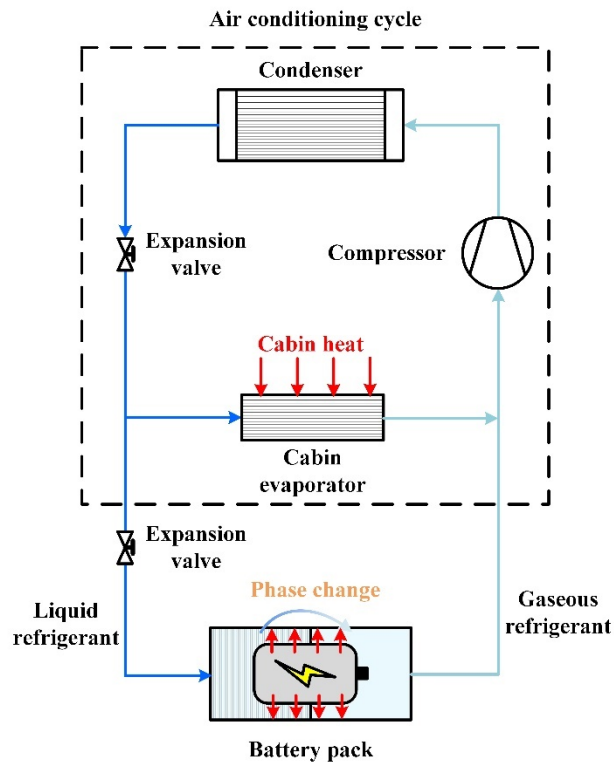 Air conditioning cycle
Condenser
Expansion
valve
Compressor
Cabin heat
Cabin
evaporator
Expansion
valve
Phase change
Liquid
refrigerant
Gaseous
refrigerant
Battery pack